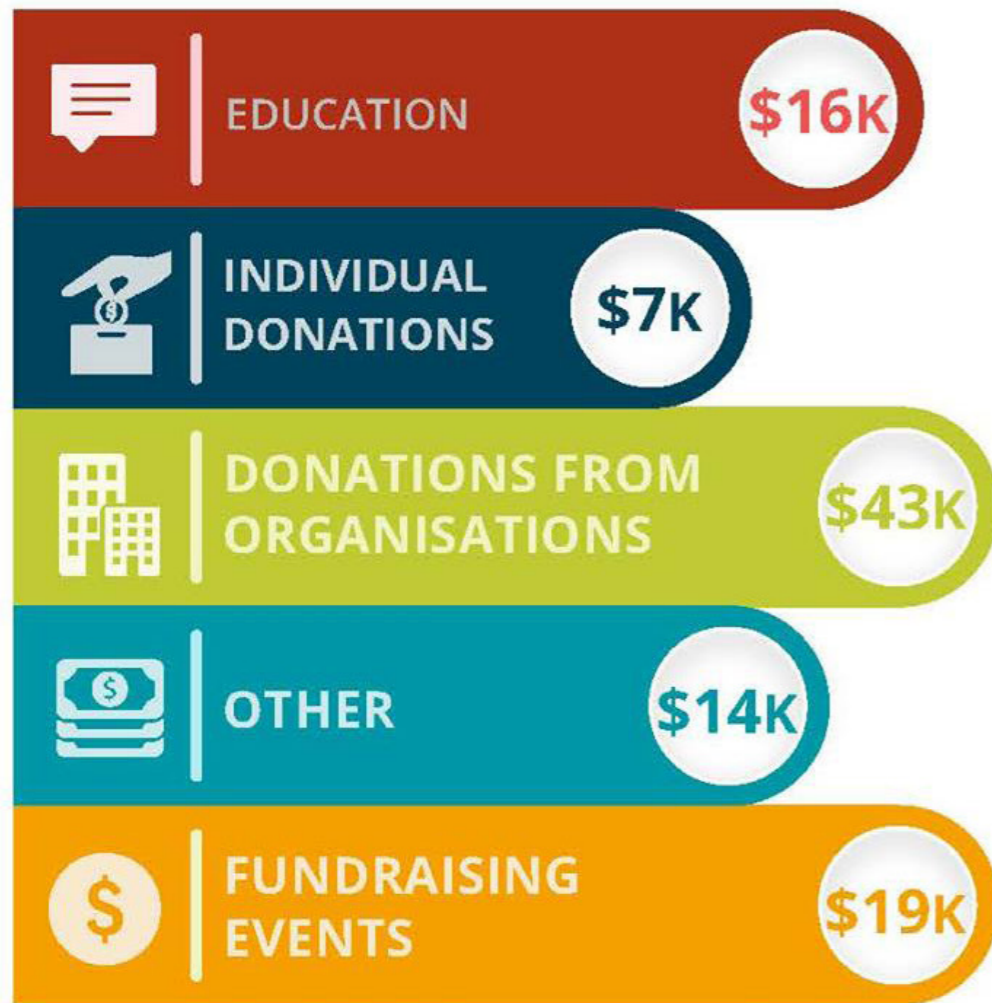 EDUCATION
$16K
INDIVIDUAL
DONATIONS
$7K
DONATIONS FROM
ORGANISATIONS
$43K
OTHER
$14K
FUNDRAISING
EVENTS
$19K